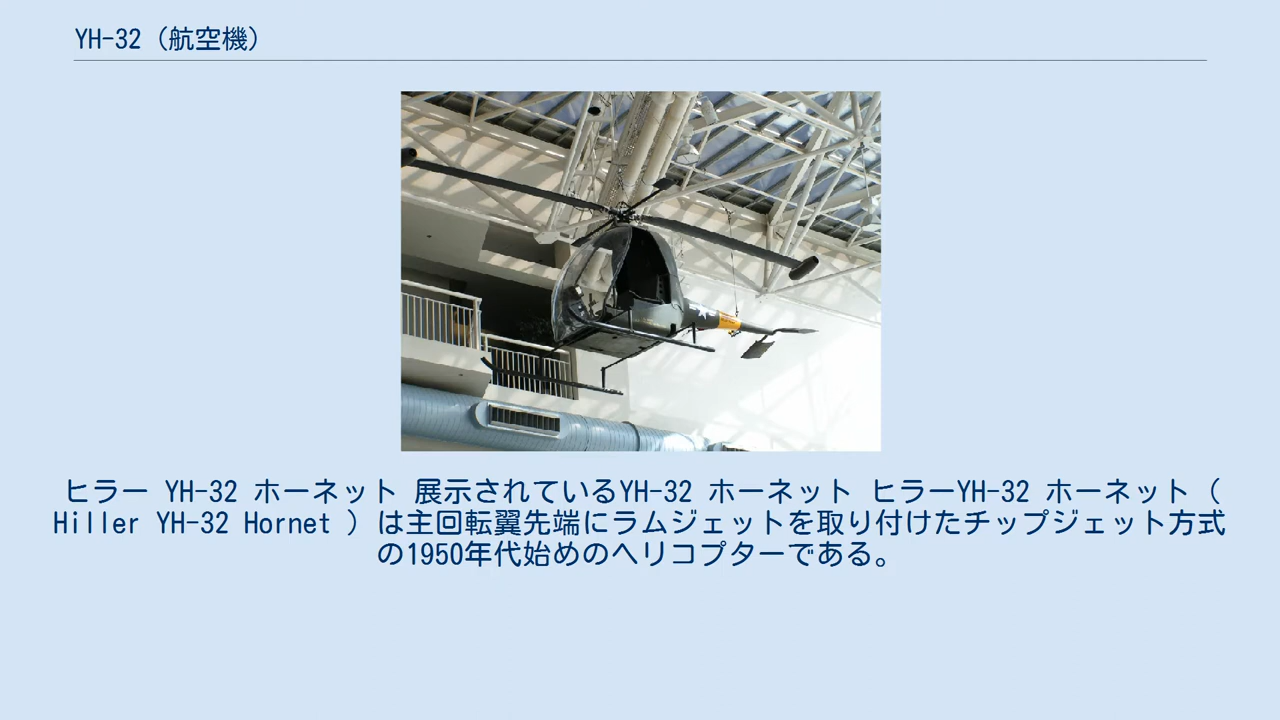 YH-32（航空機）
ヒラー YH-32 ホーネット 展示されているYH-32 ホーネット ヒラーYH-32 ホーネット（
Hiller YH-32 Hornet ）は主回転翼先端にラムジェットを取り付けたチップジェット方式
の1950年代始めのヘリコプターである。